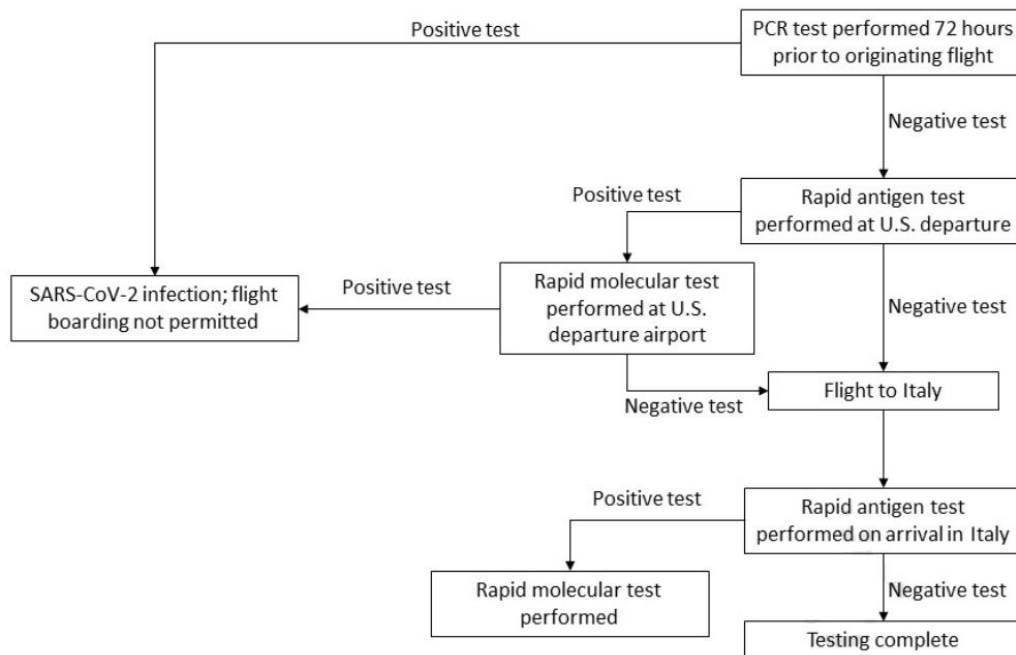 Positive test
PCR test performed 72 hours
prior to originating flight
Negative test
Positive test
Rapid antigen test
performed at U.S. departure
SARS-CoV-2 infection; flight
boarding not permitted
Positive test
Rapid molecular test
performed at U.S.
departure airport
Negative test
Negative test
Flight to Italy
Positive test
Rapid antigen test
performed on arrival in Italy
Rapid molecular test
performed
Negative test
Testing complete